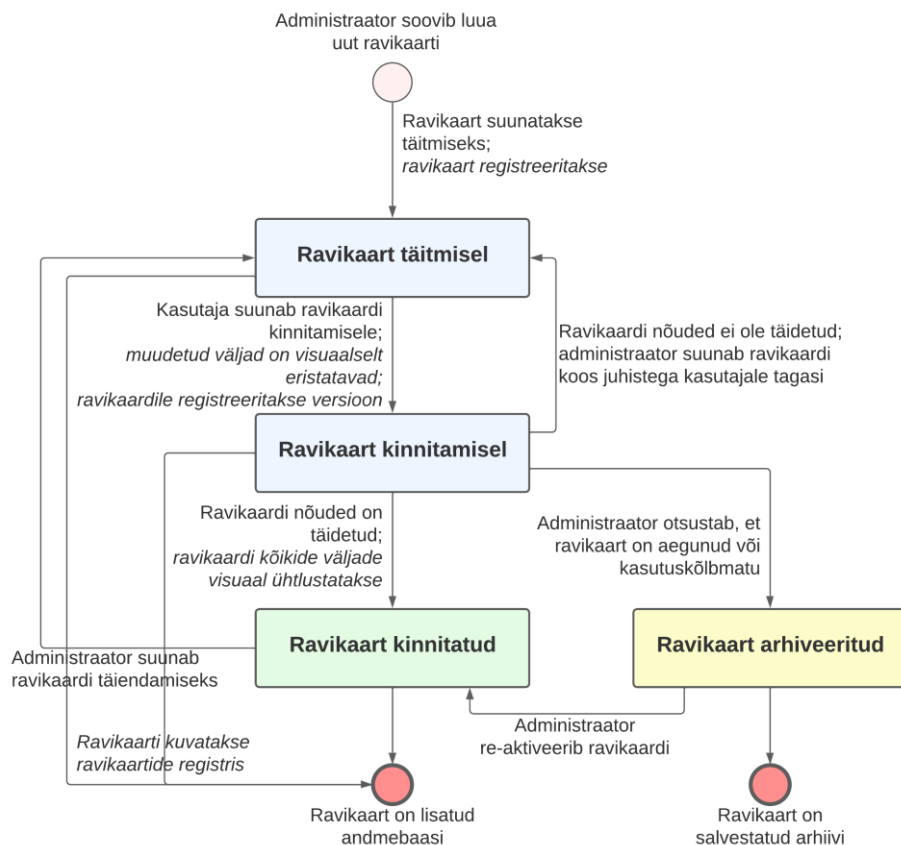 Administraator soovib luua
uut ravikaarti
Ravikaart suunatakse
täitmiseks;
ravikaart registreeritakse
Ravikaart täitmisel
Kasutaja suunab ravikaardi
kinnitamisele;
muudetud väljad on visuaalselt
eristatavad;
ravikaardile registreeritakse versioon
Ravikaardi nõuded ei ole täidetud;
administraator suunab ravikaardi
koos juhistega kasutajale tagasi
Ravikaart kinnitamisel
Ravikaardi nõuded on
täidetud;
ravikaardi kõikide väljade
visuaal ühtlustatakse
Administraator otsustab, et
ravikaart on aegunud või
kasutuskõlbmatu
Ravikaart kinnitatud
Ravikaart arhiveeritud
Administraator suunab
ravikaardi täiendamiseks
Administraator
re-aktiveerib ravikaardi
Ravikaarti kuvatakse
ravikaartide registris
Ravikaart on lisatud
andmebaasi
Ravikaart on
salvestatud arhiivi